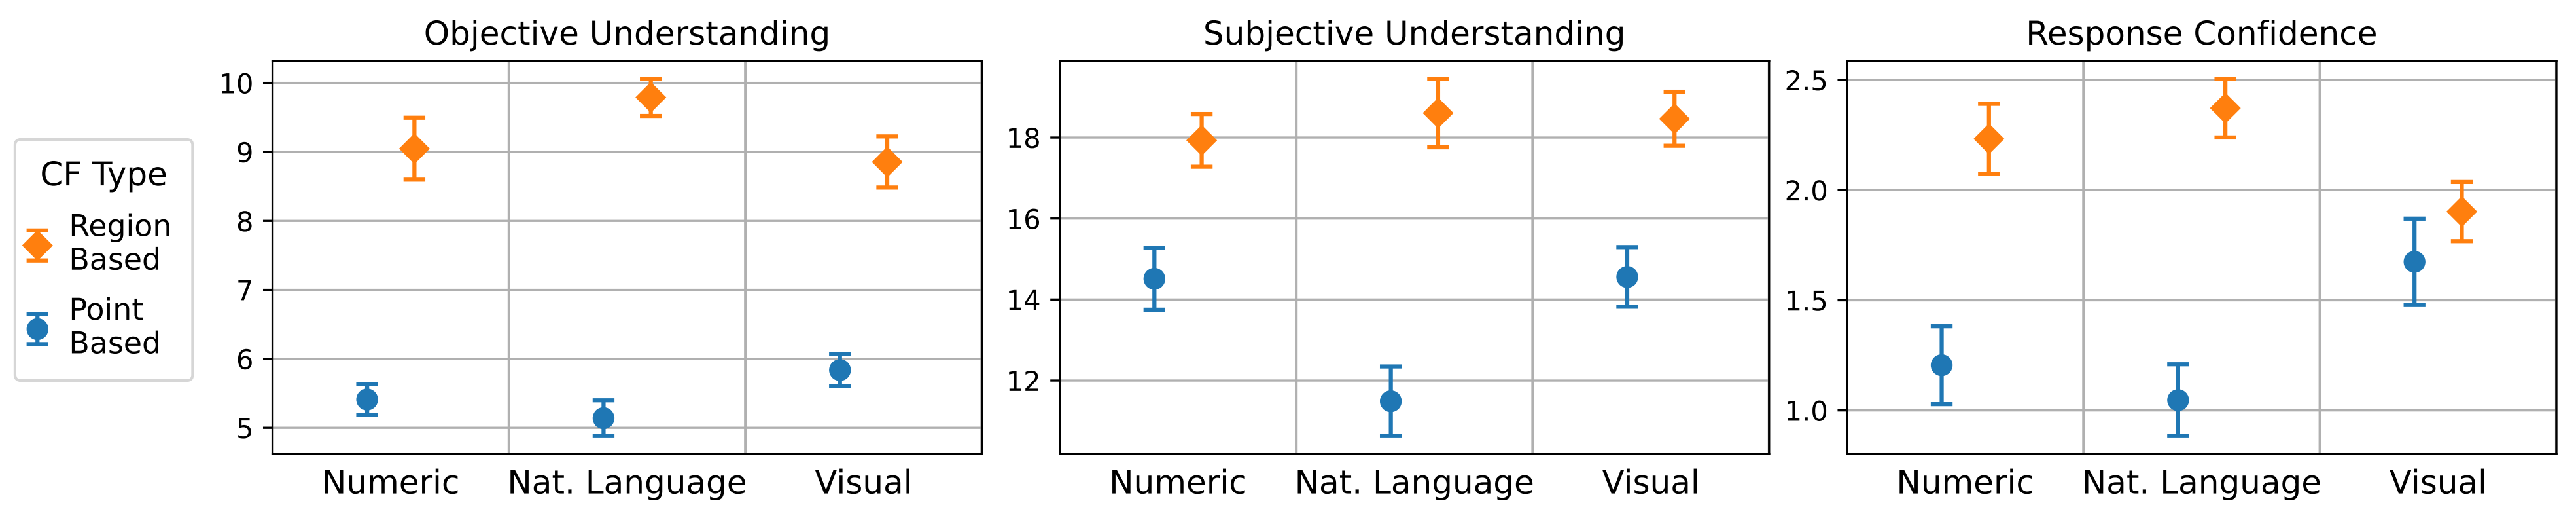 Objective Understanding
Subjective Understanding
Response Confidence
CF Type
Region
Based
Point
Based
10
9
8
7
6
5
Numeric
Nat. Language
Visual
18
16
14
12
Numeric
Nat. Language
Visual
2.5
2.0
1.5
1.0
Numeric
Nat. Language
Visual